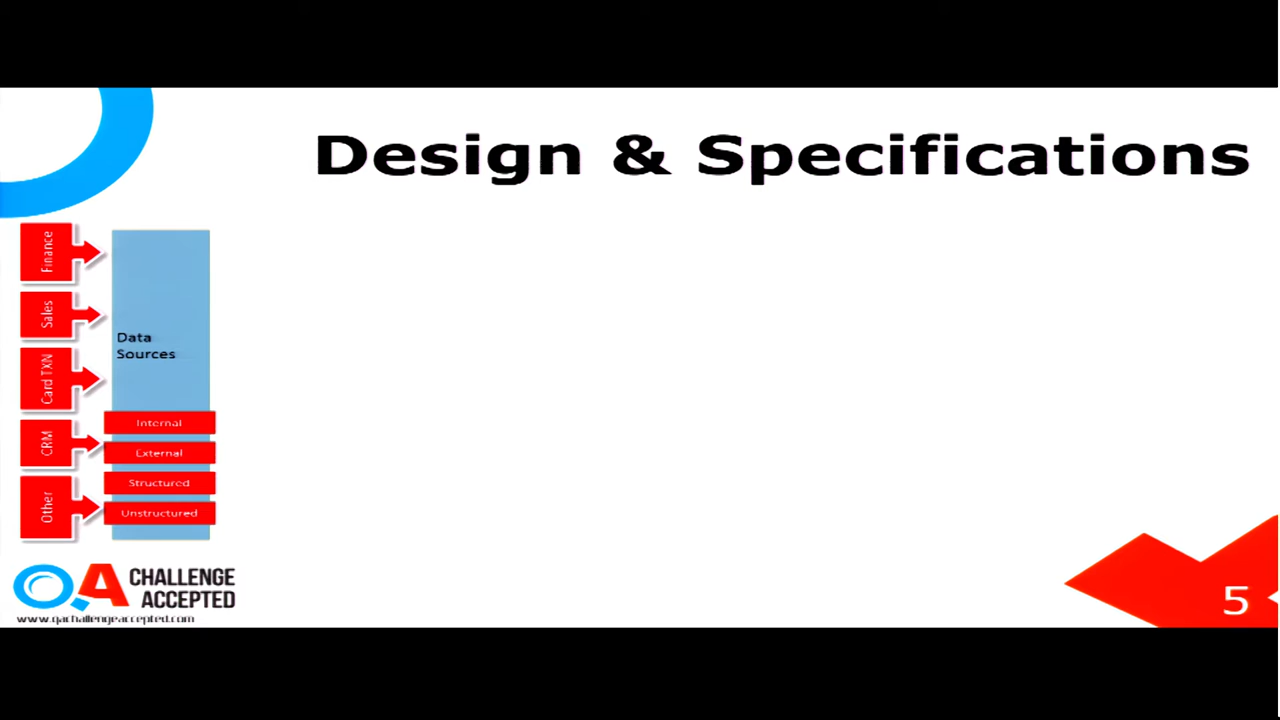 Design & Specifications
Finance
Sales
Card TXN
CRM
Other
Data
Sources
Internal
External
Structured
Unstructured
QA CHALLENGE
ACCEPTED
www.qachallengeaccepted.com
5